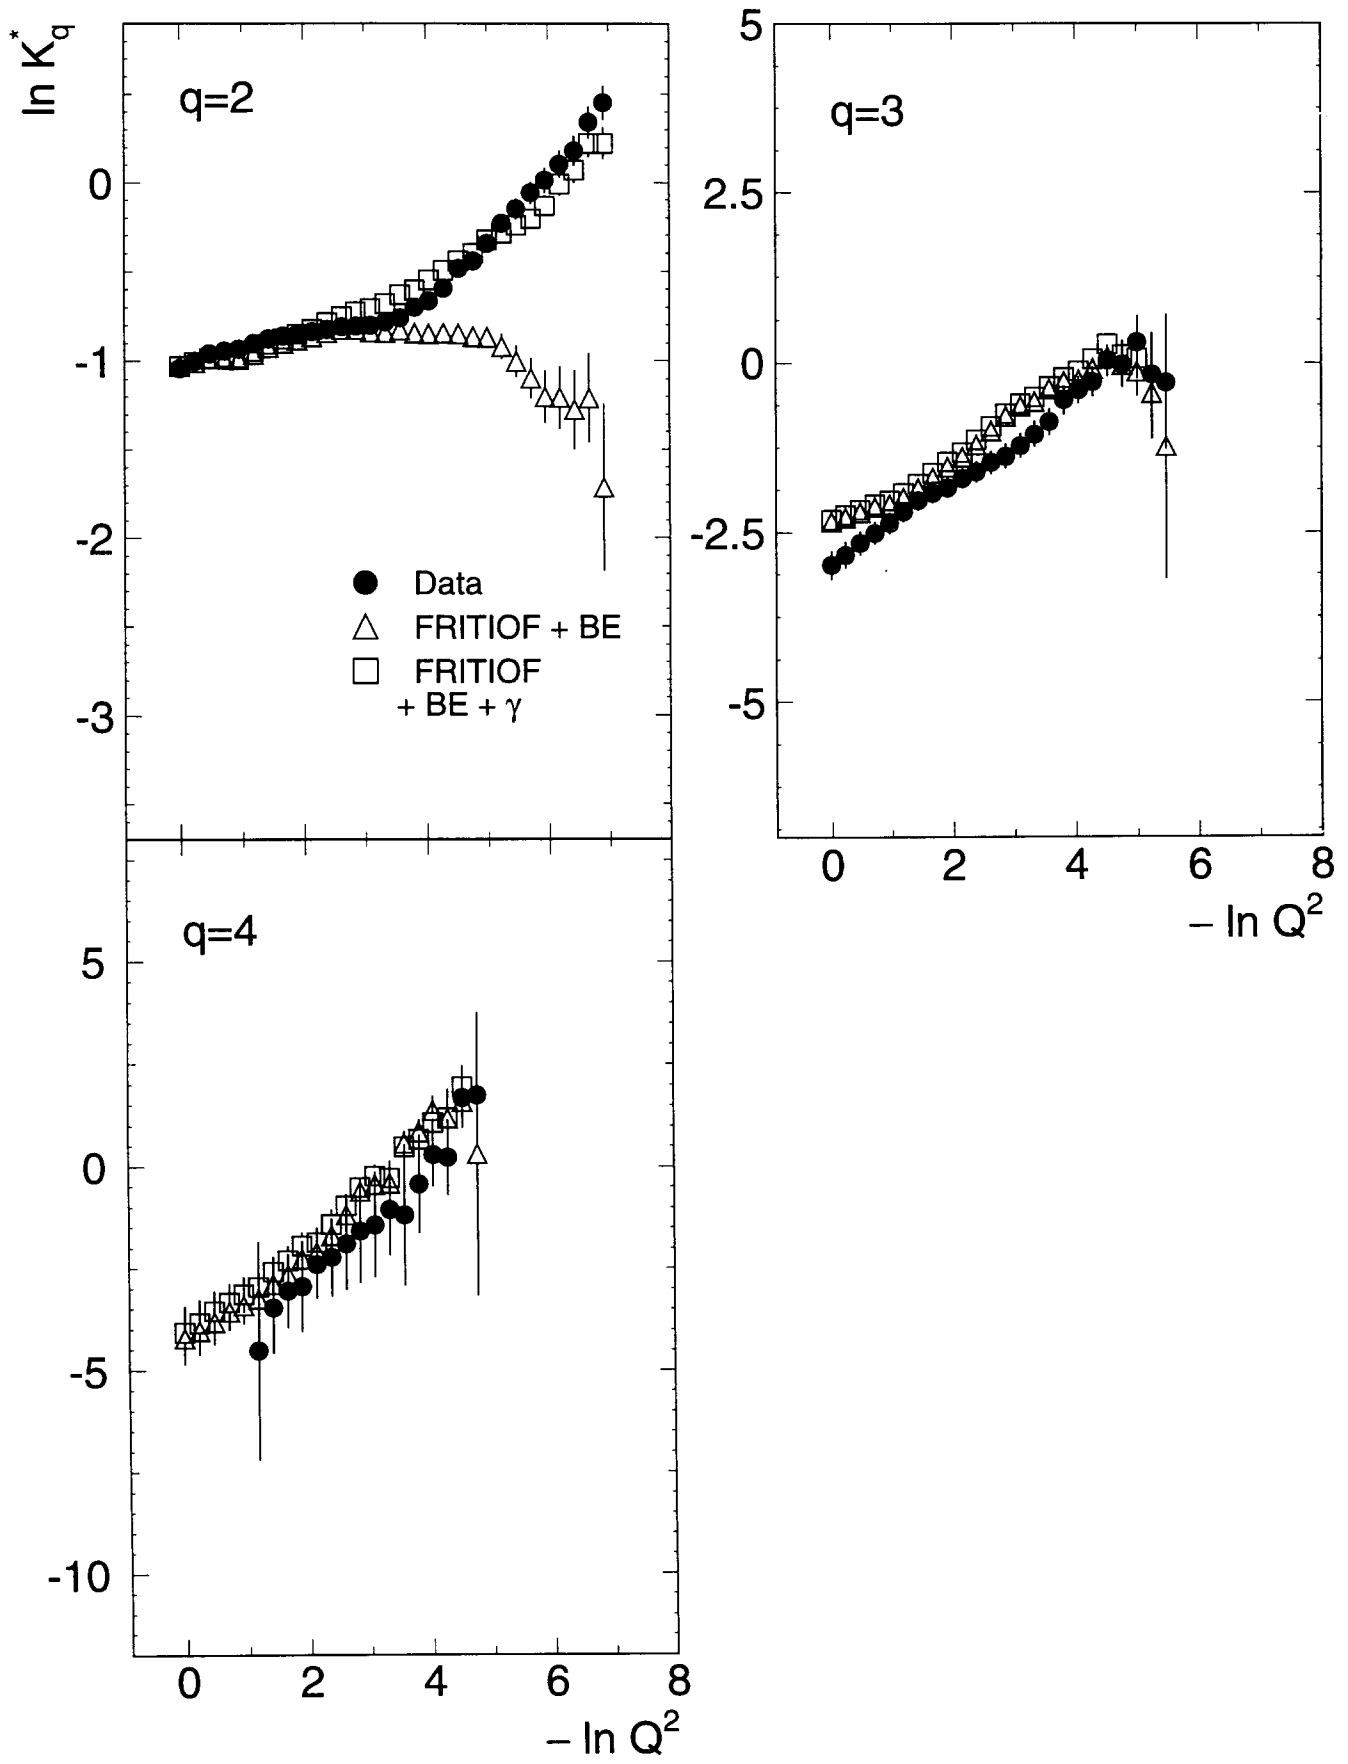 ln K*q
q=2
0
-1
-2
-3
Data
FRITIOF + BE
FRITIOF
+ BE + γ
q=3
5
2.5
0
-2.5
-5
0 2 4 6 8
– ln Q²
q=4
5
0
-5
-10
0 2 4 6 8
– ln Q²